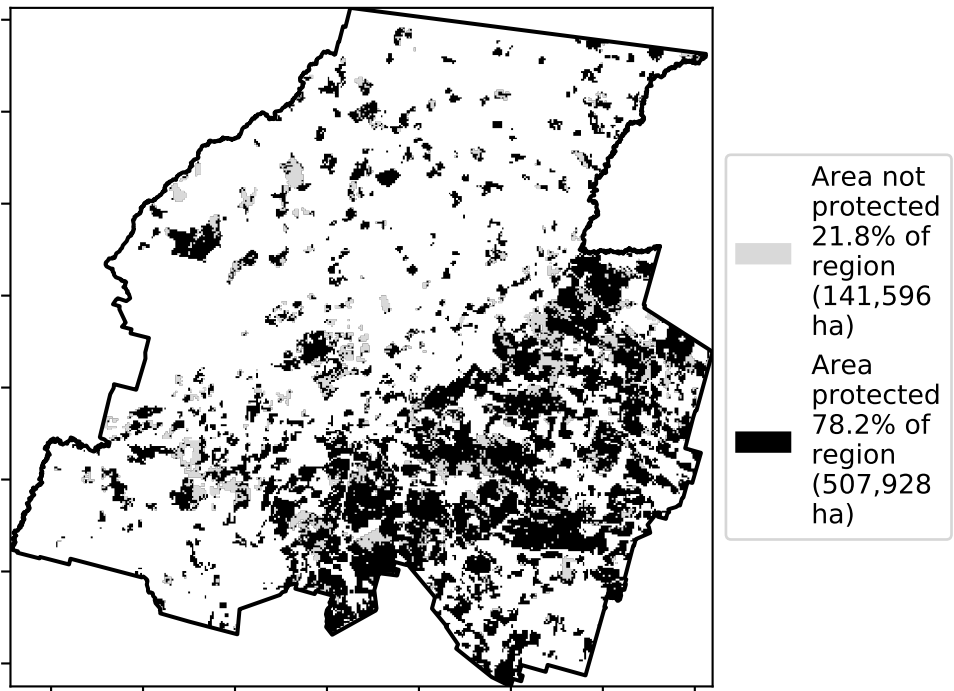 Area not
protected
21.8% of
region
(141,596
ha)
Area
protected
78.2% of
region
(507,928
ha)